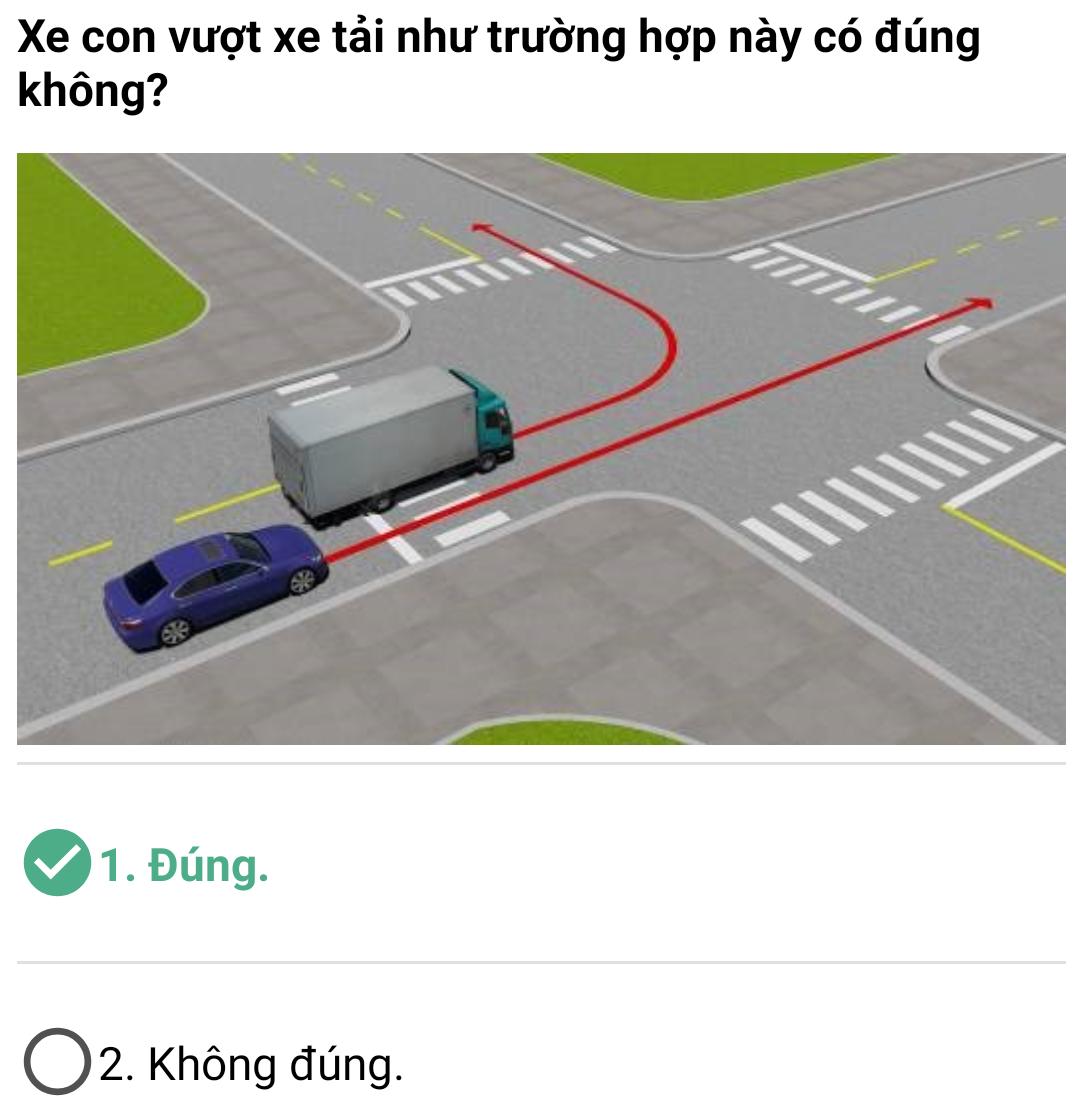 Xe con vượt xe tải như trường hợp này có đúng
không?
1. Đúng.
2. Không đúng.